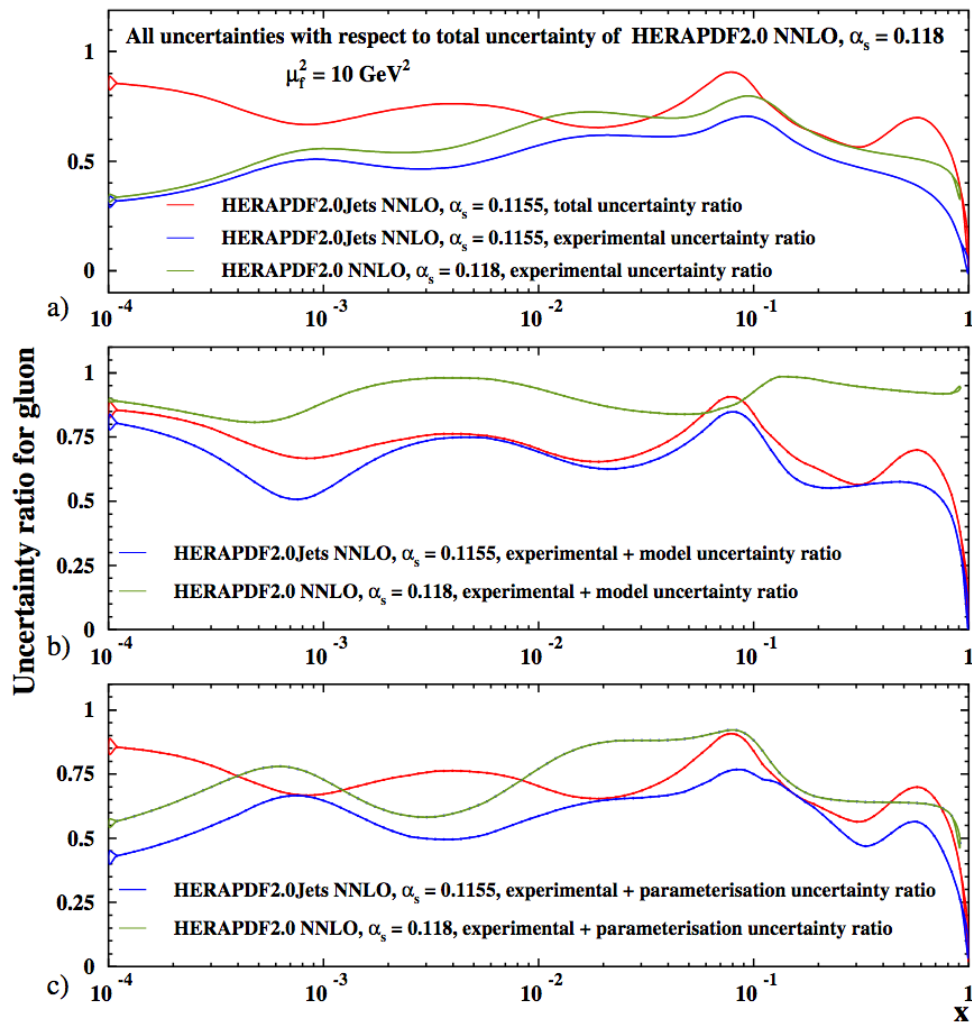 All uncertainties with respect to total uncertainty of HERAPDF2.0 NNLO, αs = 0.118
μf² = 10 GeV²
1
0.5
0
HERAPDF2.0Jets NNLO, αs = 0.1155, total uncertainty ratio
HERAPDF2.0Jets NNLO, αs = 0.1155, experimental uncertainty ratio
HERAPDF2.0 NNLO, αs = 0.118, experimental uncertainty ratio
a)
10⁻⁴ 10⁻³ 10⁻² 10⁻¹ 1
Uncertainty ratio for gluon
1
0.75
0.5
0.25
0
HERAPDF2.0Jets NNLO, αs = 0.1155, experimental + model uncertainty ratio
HERAPDF2.0 NNLO, αs = 0.118, experimental + model uncertainty ratio
b)
10⁻⁴ 10⁻³ 10⁻² 10⁻¹ 1
1
0.75
0.5
0.25
0
HERAPDF2.0Jets NNLO, αs = 0.1155, experimental + parameterisation uncertainty ratio
HERAPDF2.0 NNLO, αs = 0.118, experimental + parameterisation uncertainty ratio
c)
10⁻⁴ 10⁻³ 10⁻² 10⁻¹ 1
x